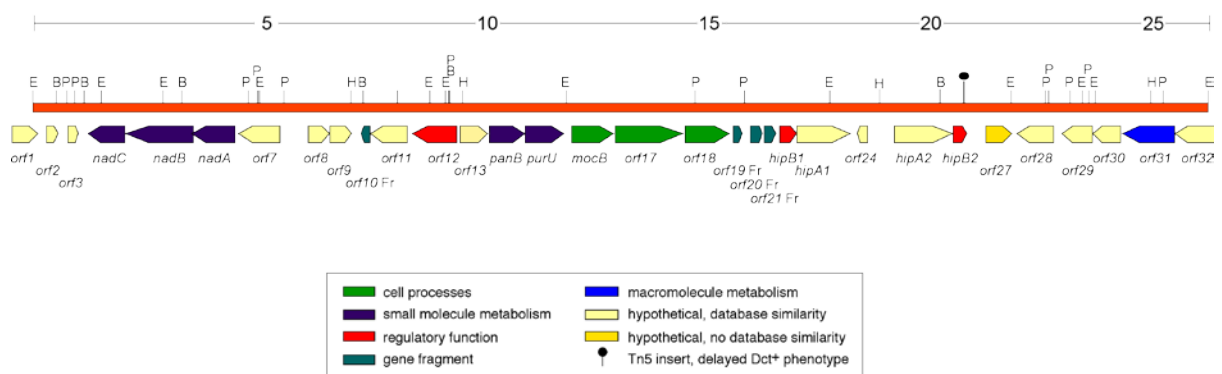 5 10 15 20 25
P P P
E B P P B E E B P E P H B E E B H E P P E H B E P P E E H P E
orf1 nadC nadB nadA orf7 orf8 orf11 orf12 panB purU mocB orf17 orf18 hipB1 orf24 hipA2 hipB2 orf28 orf30 orf31 orf32
orf2 orf9 orf13 orf19 Fr hipA1 orf27 orf29
orf3 orf10 Fr orf20 Fr
orf21 Fr
cell processes macromolecule metabolism
small molecule metabolism hypothetical, database similarity
regulatory function hypothetical, no database similarity
gene fragment Tn5 insert, delayed Dct+ phenotype